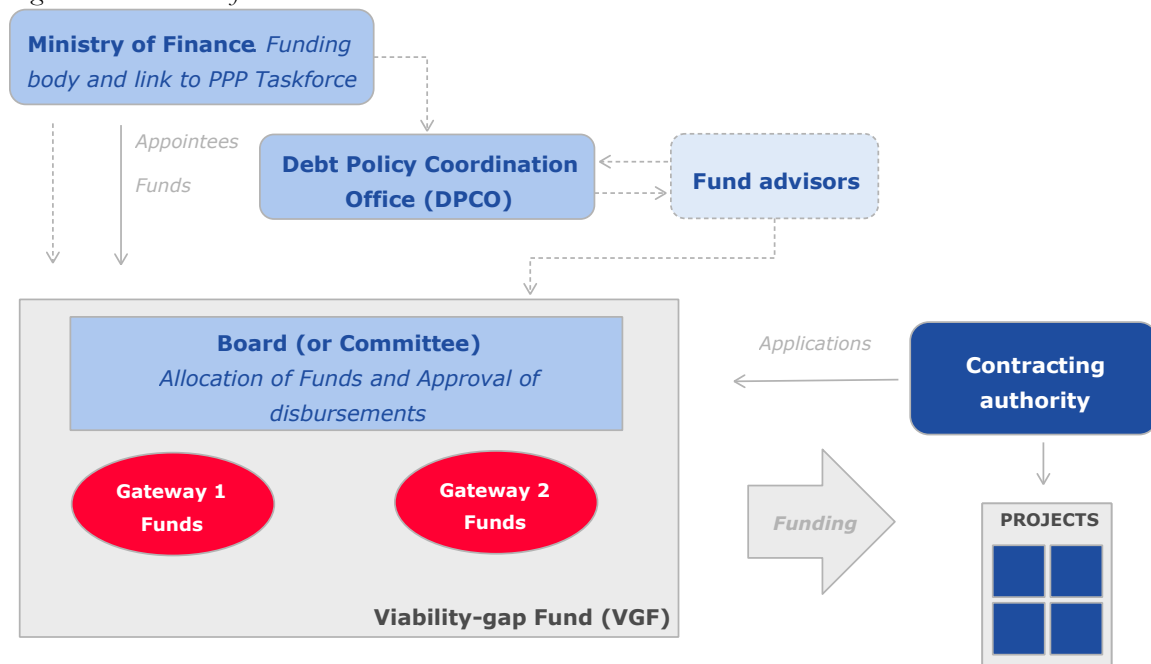 Ministry of Finance. Funding
body and link to PPP Taskforce
Appointees
Funds
Debt Policy Coordination
Office (DPCO)
Fund advisors
Board (or Committee)
Allocation of Funds and Approval of
disbursements
Applications
Contracting
authority
Gateway 1
Funds
Gateway 2
Funds
Funding
PROJECTS
Viability-gap Fund (VGF)